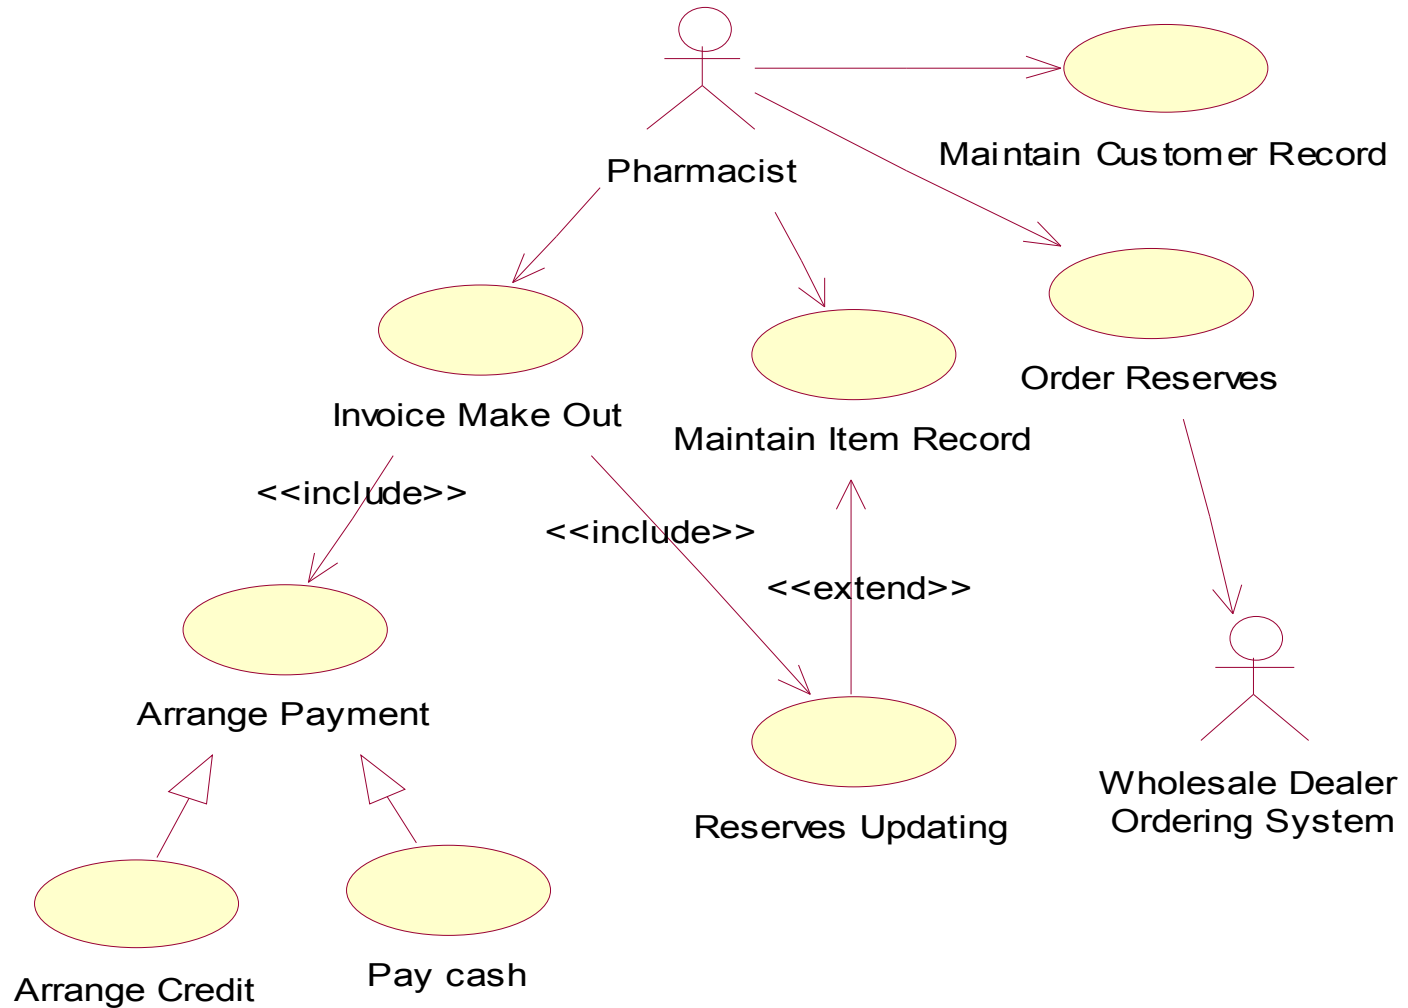 Maintain Customer Record
Pharmacist
Order Reserves
Invoice Make Out
Maintain Item Record
<<include>>
<<include>>
<<extend>>
Arrange Payment
Wholesale Dealer
Ordering System
Reserves Updating
Pay cash
Arrange Credit